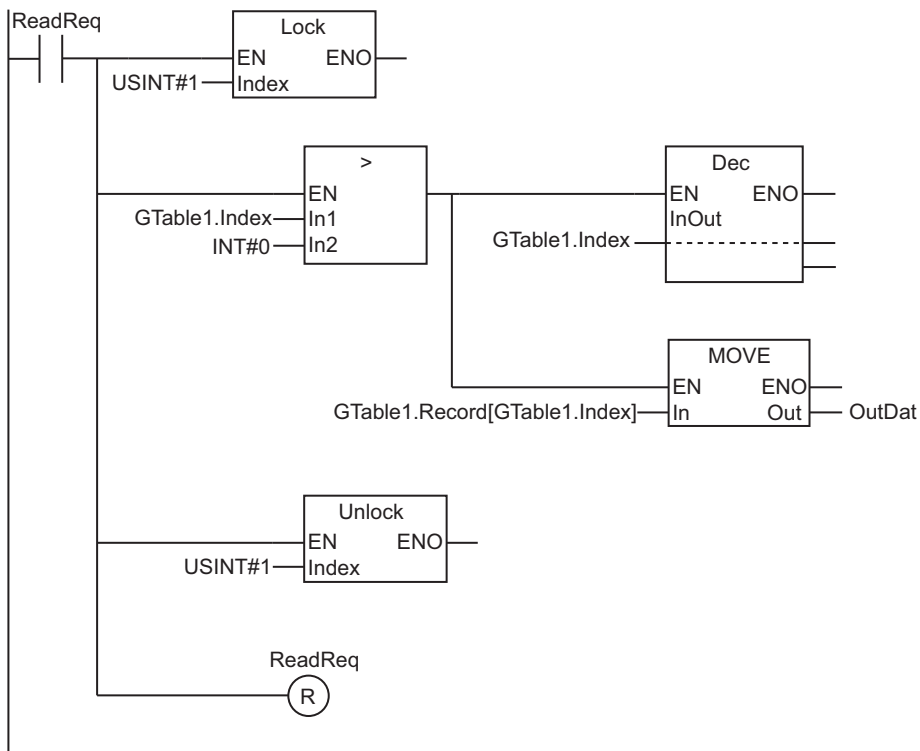 ReadReq
Lock
EN ENO
USINT#1 Index
>
EN
GTable1.Index In1
INT#0 In2
Dec
EN ENO
InOut
GTable1.Index
MOVE
EN ENO
GTable1.Record[GTable1.Index] In Out OutDat
Unlock
EN ENO
USINT#1 Index
ReadReq
R